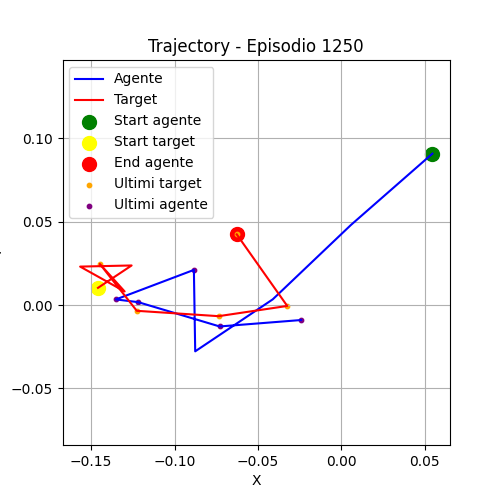 Trajectory - Episodio 1250
Agente
Target
Start agente
Start target
End agente
Ultimi target
Ultimi agente
0.10
0.05
0.00
−0.05
−0.15
−0.10
−0.05
0.00
0.05
X